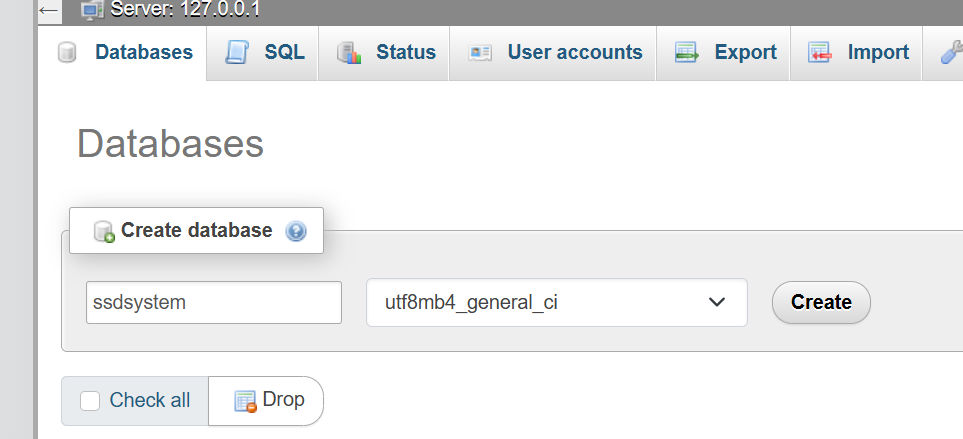 ← Server: 127.0.0.1
Databases SQL Status User accounts Export Import
Databases
Create database
ssdsystem utf8mb4_general_ci Create
Check all Drop